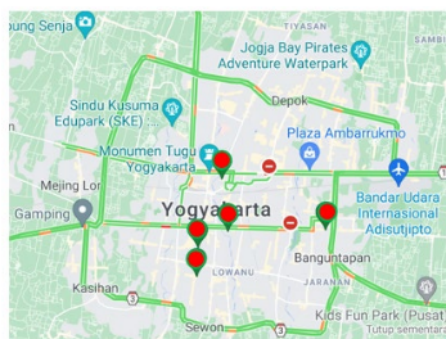 ung Senja
TIYASAN
SAMBI
Jogja Bay Pirates
Adventure Waterpark
Sindu Kusuma
Edupark (SKE) :...
Depok
Monumen Tugu
Yogyakarta
Plaza Ambarrukmo
Mejing Lor
Gamping
Yogyakarta
Bandar Udara
Internasional
Adisutjipto
Banguntapan
LOWANU
JARANAN
Kasihan
3
Sewon
3
Kids Fun Park (Pusat)
Tutup sementara